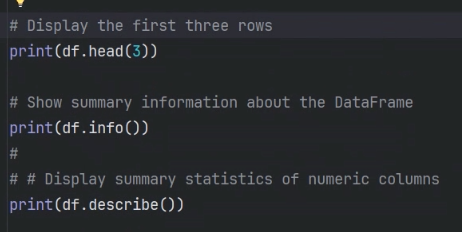 # Display the first three rows
print(df.head(3))
# Show summary information about the DataFrame
print(df.info())
#
# # Display summary statistics of numeric columns
print(df.describe())